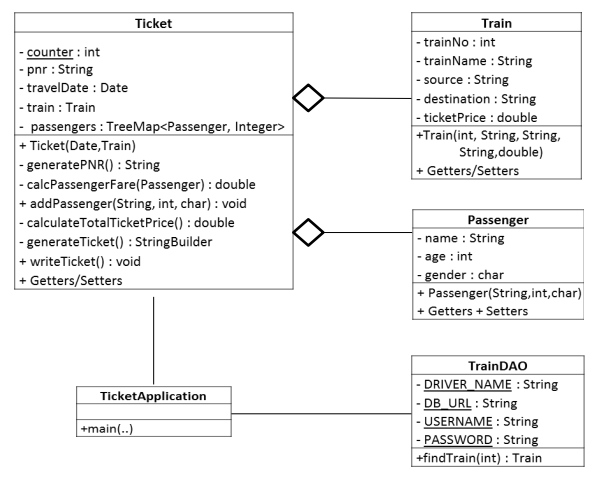 Ticket
- counter : int
- pnr : String
- travelDate : Date
- train : Train
- passengers : TreeMap<Passenger, Integer>
+ Ticket(Date,Train)
- generatePNR() : String
- calcPassengerFare(Passenger) : double
+ addPassenger(String, int, char) : void
- calculateTotalTicketPrice() : double
- generateTicket() : StringBuilder
+ writeTicket() : void
+ Getters/Setters
Train
- trainNo : int
- trainName : String
- source : String
- destination : String
- ticketPrice : double
+Train(int, String, String,
String,double)
+ Getters/Setters
Passenger
- name : String
- age : int
- gender : char
+ Passenger(String,int,char)
+ Getters + Setters
TicketApplication
+main(..)
TrainDAO
- DRIVER_NAME : String
- DB_URL : String
- USERNAME : String
- PASSWORD : String
+findTrain(int) : Train